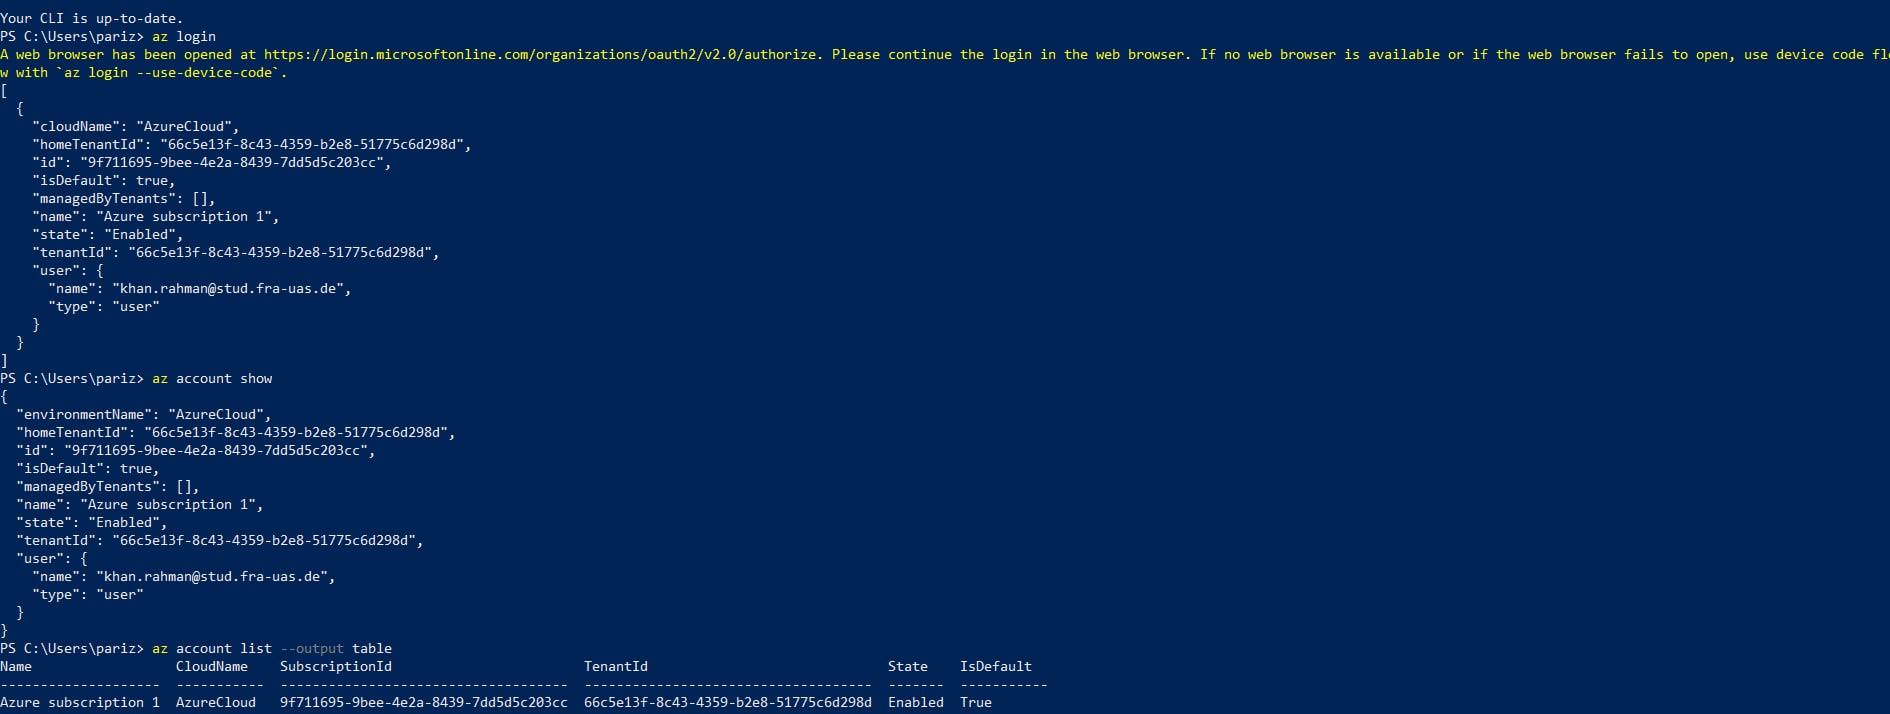 Your CLI is up-to-date.
PS C:\Users\pariz> az login
A web browser has been opened at https://login.microsoftonline.com/organizations/oauth2/v2.0/authorize. Please continue the login in the web browser. If no web browser is available or if the web browser fails to open, use device code flo
w with `az login --use-device-code`.
[
  {
    "cloudName": "AzureCloud",
    "homeTenantId": "66c5e13f-8c43-4359-b2e8-51775c6d298d",
    "id": "9f711695-9bee-4e2a-8439-7dd5d5c203cc",
    "isDefault": true,
    "managedByTenants": [],
    "name": "Azure subscription 1",
    "state": "Enabled",
    "tenantId": "66c5e13f-8c43-4359-b2e8-51775c6d298d",
    "user": {
      "name": "khan.rahman@stud.fra-uas.de",
      "type": "user"
    }
  }
]
PS C:\Users\pariz> az account show
{
  "environmentName": "AzureCloud",
  "homeTenantId": "66c5e13f-8c43-4359-b2e8-51775c6d298d",
  "id": "9f711695-9bee-4e2a-8439-7dd5d5c203cc",
  "isDefault": true,
  "managedByTenants": [],
  "name": "Azure subscription 1",
  "state": "Enabled",
  "tenantId": "66c5e13f-8c43-4359-b2e8-51775c6d298d",
  "user": {
    "name": "khan.rahman@stud.fra-uas.de",
    "type": "user"
  }
}
PS C:\Users\pariz> az account list --output table
Name                  CloudName    SubscriptionId                        TenantId                              State    IsDefault
--------------------  -----------  ------------------------------------  ------------------------------------  -------  -----------
Azure subscription 1  AzureCloud   9f711695-9bee-4e2a-8439-7dd5d5c203cc  66c5e13f-8c43-4359-b2e8-51775c6d298d  Enabled  True